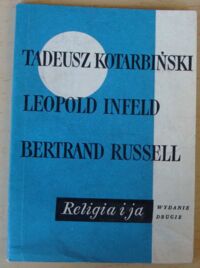 TADEUSZ KOTARBIŃSKI
LEOPOLD INFELD
BERTRAND RUSSELL
Religia i ja
WYDANIE
DRUGIE